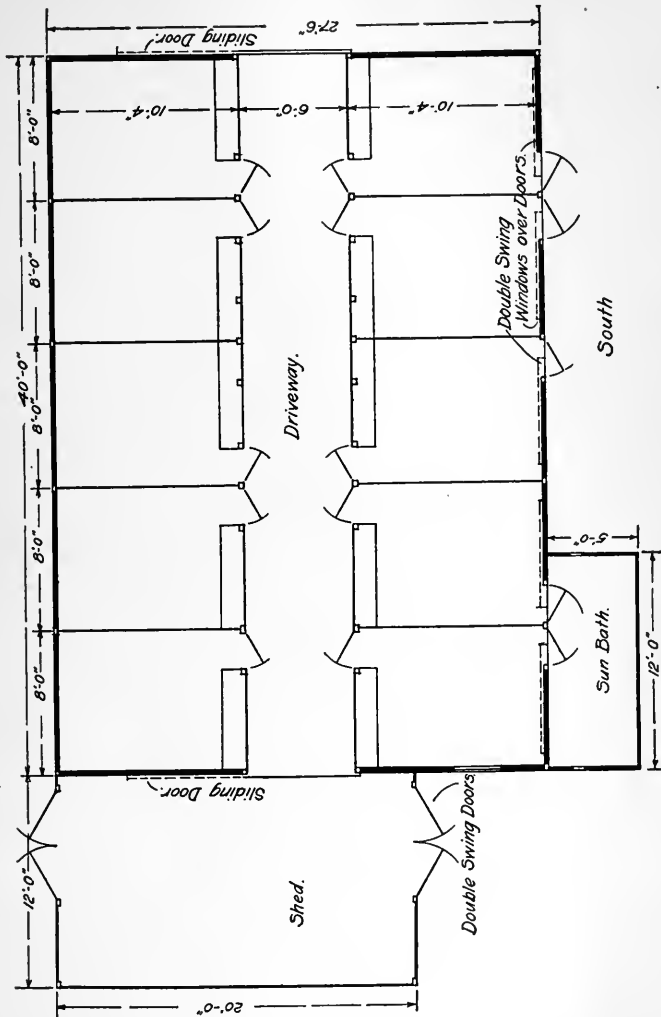 40'-0"
8'-0"
8'-0"
8'-0"
8'-0"
8'-0"
12'-0"
Sliding Door.
27'-6"
10'-4"
6'-0"
10'-4"
Driveway.
Double Swing
Windows over Doors.
South
Sliding Door.
Shed.
Double Swing Doors
20'-0"
Sun Bath.
5'-0"
12'-0"